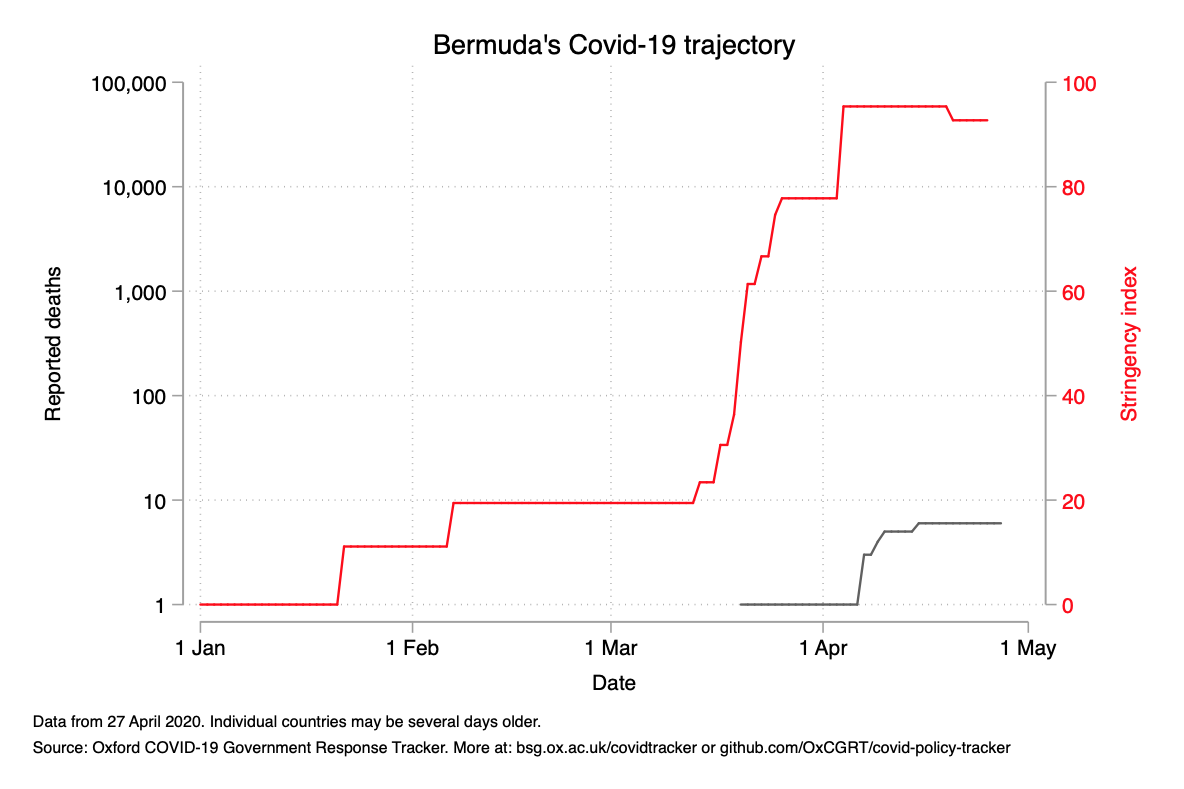 Bermuda's Covid-19 trajectory
100,000
10,000
1,000
100
10
1
Reported deaths
100
80
60
40
20
0
Stringency index
1 Jan
1 Feb
1 Mar
1 Apr
1 May
Date
Data from 27 April 2020. Individual countries may be several days older.
Source: Oxford COVID-19 Government Response Tracker. More at: bsg.ox.ac.uk/covidtracker or github.com/OxCGRT/covid-policy-tracker